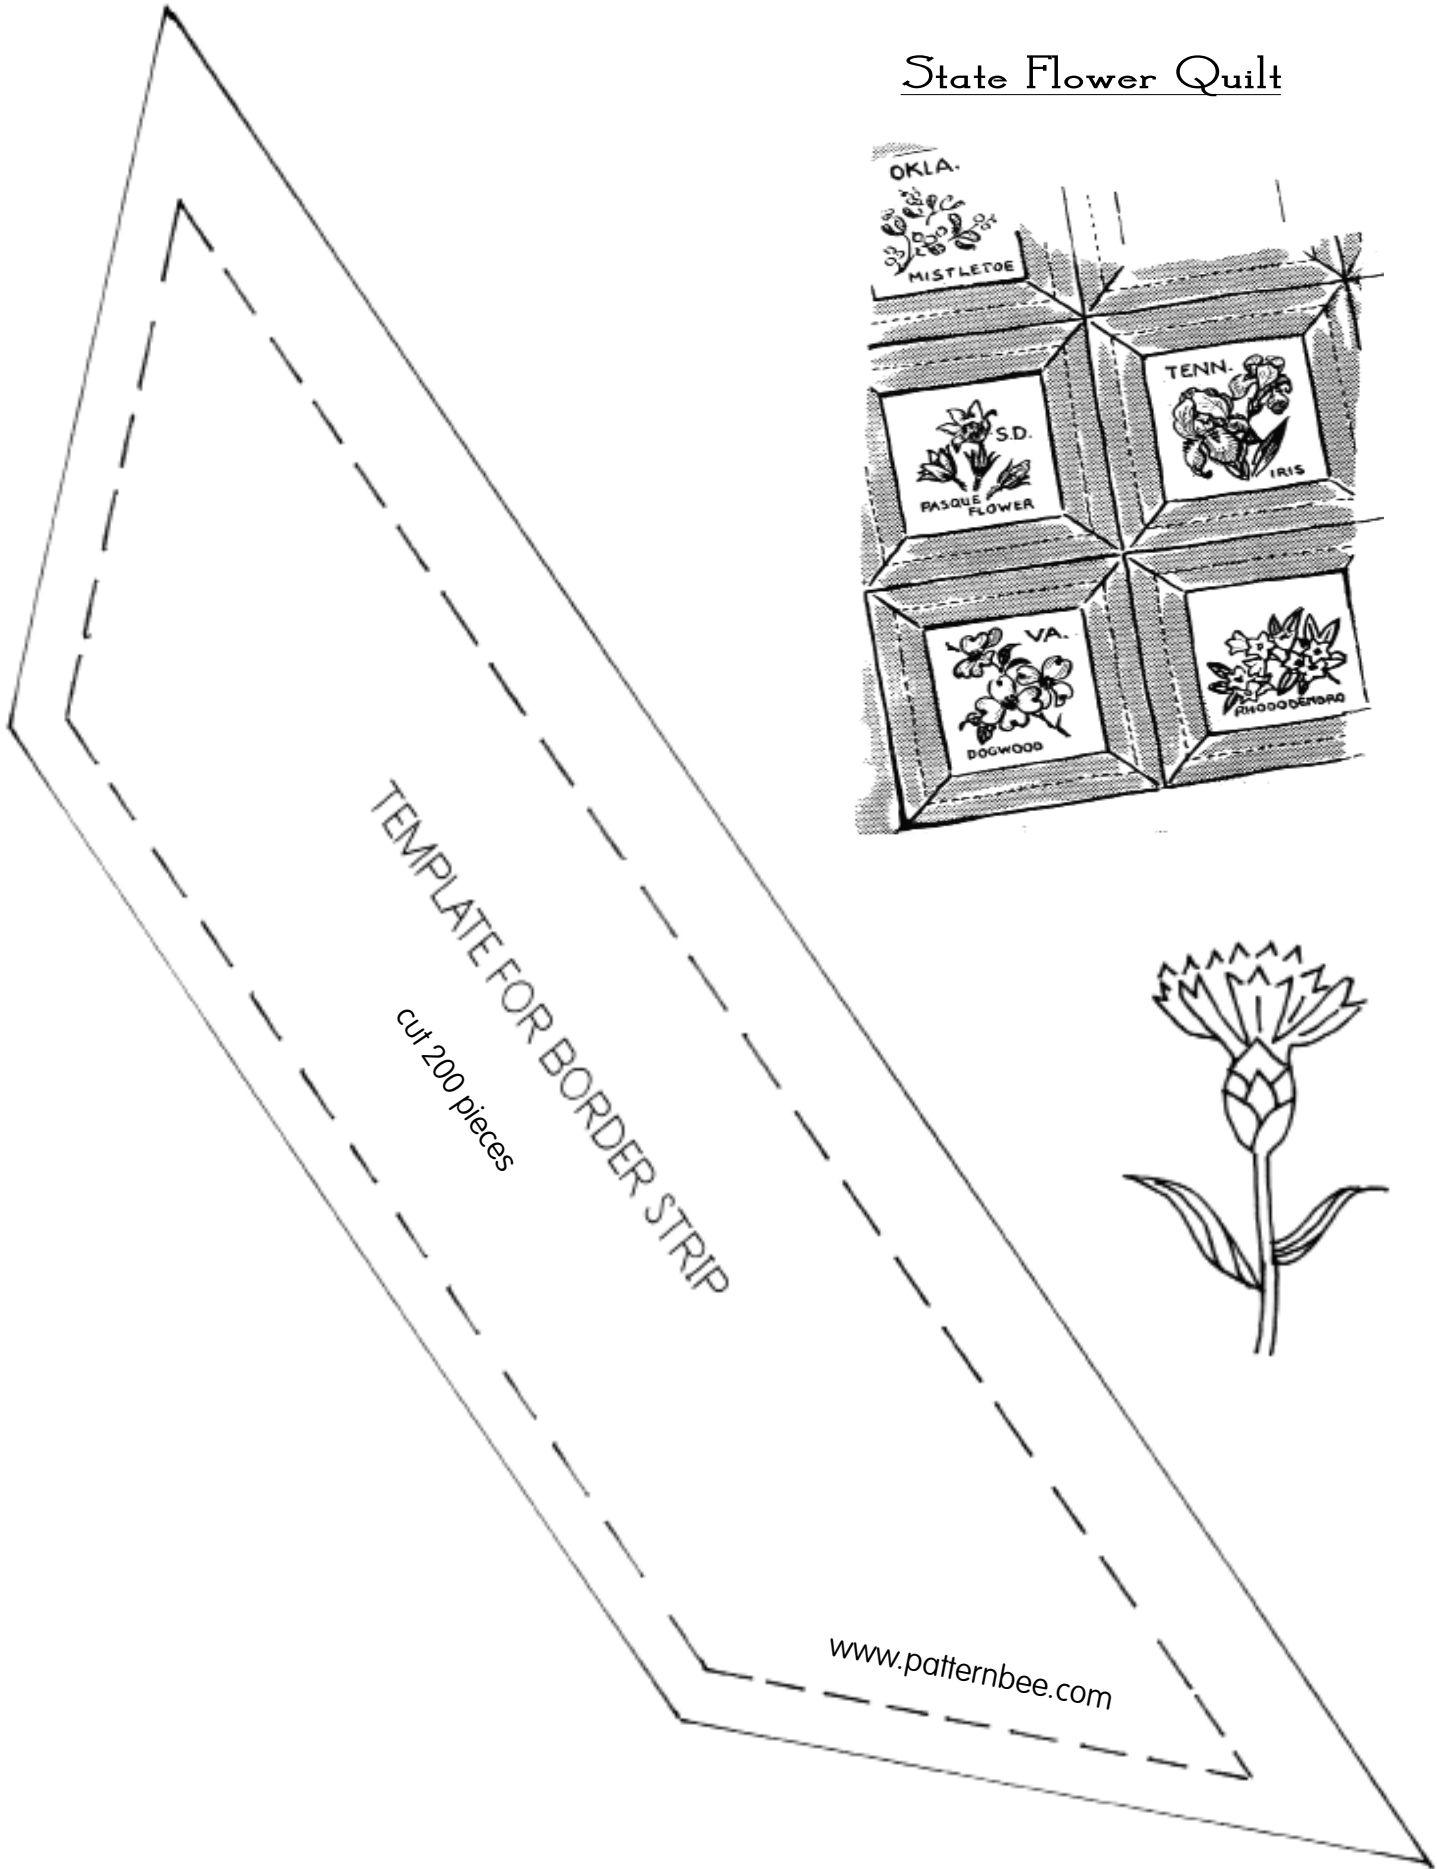 State Flower Quilt
OKLA.
MISTLETOE
TENN.
IRIS
S.D.
PASQUE
FLOWER
VA.
DOGWOOD
RHODODENDRO
TEMPLATE FOR BORDER STRIP
cut 200 pieces
www.patternbee.com